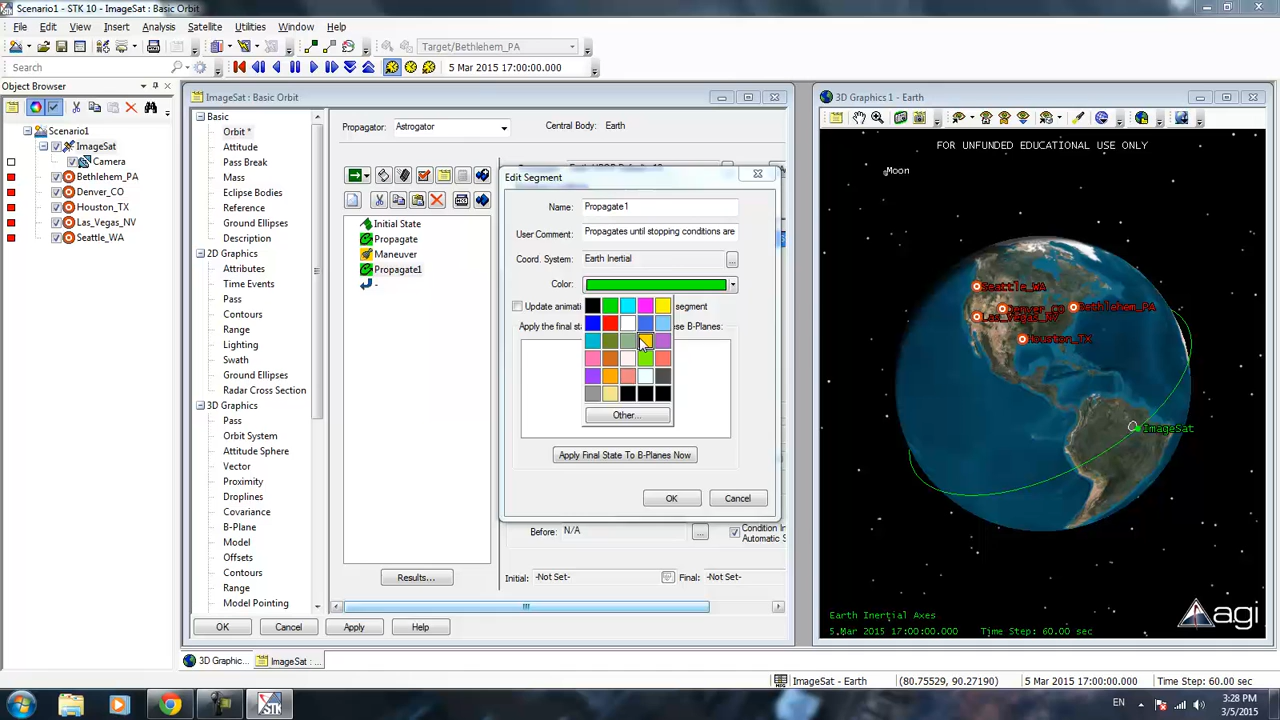 Scenario1 - STK 10 - ImageSat: Basic Orbit
File Edit View Insert Analysis Satellite Utilities Window Help
Target/Bethlehem_PA
Search
5 Mar 2015 17:00:00.000
Object Browser
Scenario1
ImageSat
Camera
Bethlehem_PA
Denver_CO
Houston_TX
Las_Vegas_NV
Seattle_WA
ImageSat: Basic Orbit
Basic
Orbit *
Attitude
Pass Break
Mass
Eclipse Bodies
Reference
Ground Ellipses
Description
2D Graphics
Attributes
Time Events
Pass
Contours
Range
Lighting
Swath
Ground Ellipses
Radar Cross Section
3D Graphics
Pass
Orbit System
Attitude Sphere
Vector
Proximity
Droplines
Covariance
B-Plane
Model
Offsets
Contours
Range
Model Pointing
Propagator: Astrogator
Central Body: Earth
Initial State
Propagate
Maneuver
Propagate1
-
Results...
Edit Segment
Name: Propagate1
User Comment: Propagates until stopping conditions are
Coord. System: Earth Inertial
...
Color:
Update animati
segment
Apply the final sta
se B-Planes:
Other...
Apply Final State To B-Planes Now
OK Cancel
Before: N/A
...
Condition In
Automatic S
Initial: -Not Set- Final: -Not Set-
OK Cancel Apply Help
3D Graphics 1 - Earth
FOR UNFUNDED EDUCATIONAL USE ONLY
Moon
Seattle_WA
Denver_CO
Bethlehem_PA
Las_Vegas_NV
Houston_TX
ImageSat
Earth Inertial Axes
5 Mar 2015 17:00:00.000 Time Step: 60.00 sec
agi
3D Graphic... ImageSat : ...
ImageSat - Earth (80.75529, 90.27190) 5 Mar 2015 17:00:00.000 Time Step: 60.00 sec
STK
EN
3:28 PM
3/5/2015